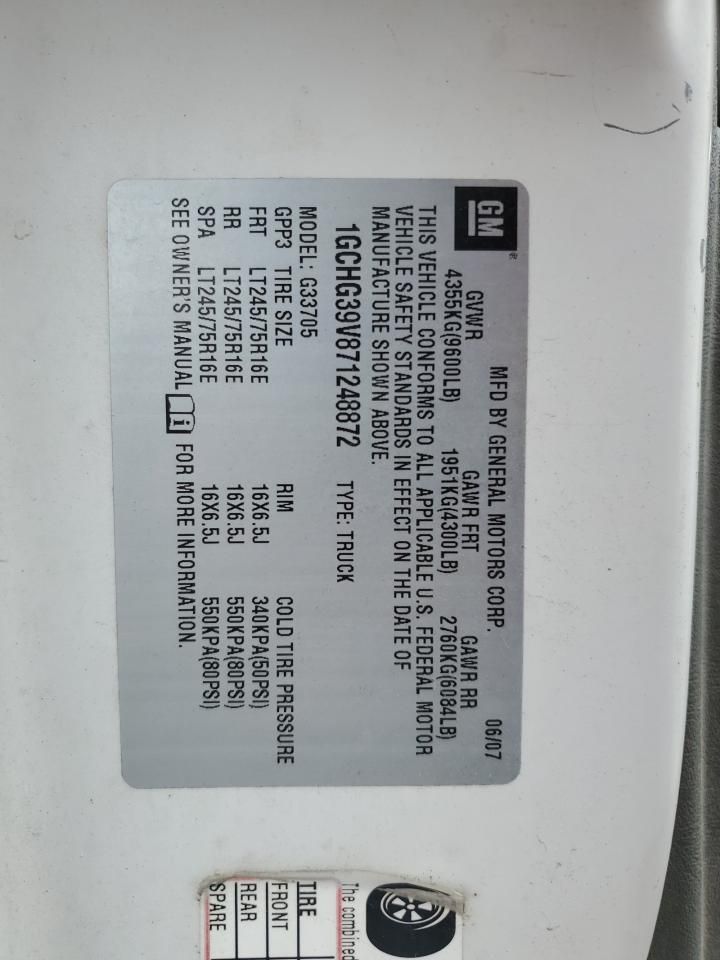 GM®
MFD BY GENERAL MOTORS CORP. 06/07
GVWR GAWR FRT GAWR RR
4355KG(9600LB) 1951KG(4300LB) 2760KG(6084LB)
THIS VEHICLE CONFORMS TO ALL APPLICABLE U.S. FEDERAL MOTOR
VEHICLE SAFETY STANDARDS IN EFFECT ON THE DATE OF
MANUFACTURE SHOWN ABOVE.
1GCHG39V871248872 TYPE: TRUCK
MODEL: G33705
GPP3 TIRE SIZE RIM COLD TIRE PRESSURE
FRT LT245/75R16E 16X6.5J 340KPA(50PSI)
RR LT245/75R16E 16X6.5J 550KPA(80PSI)
SPA LT245/75R16E 16X6.5J 550KPA(80PSI)
SEE OWNER'S MANUAL FOR MORE INFORMATION.
The combined
TIRE
FRONT
REAR
SPARE